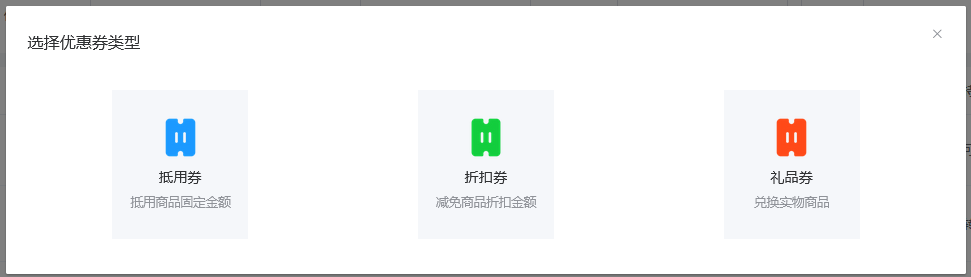 选择优惠券类型
抵用券
抵用商品固定金额
折扣券
减免商品折扣金额
礼品券
兑换实物商品